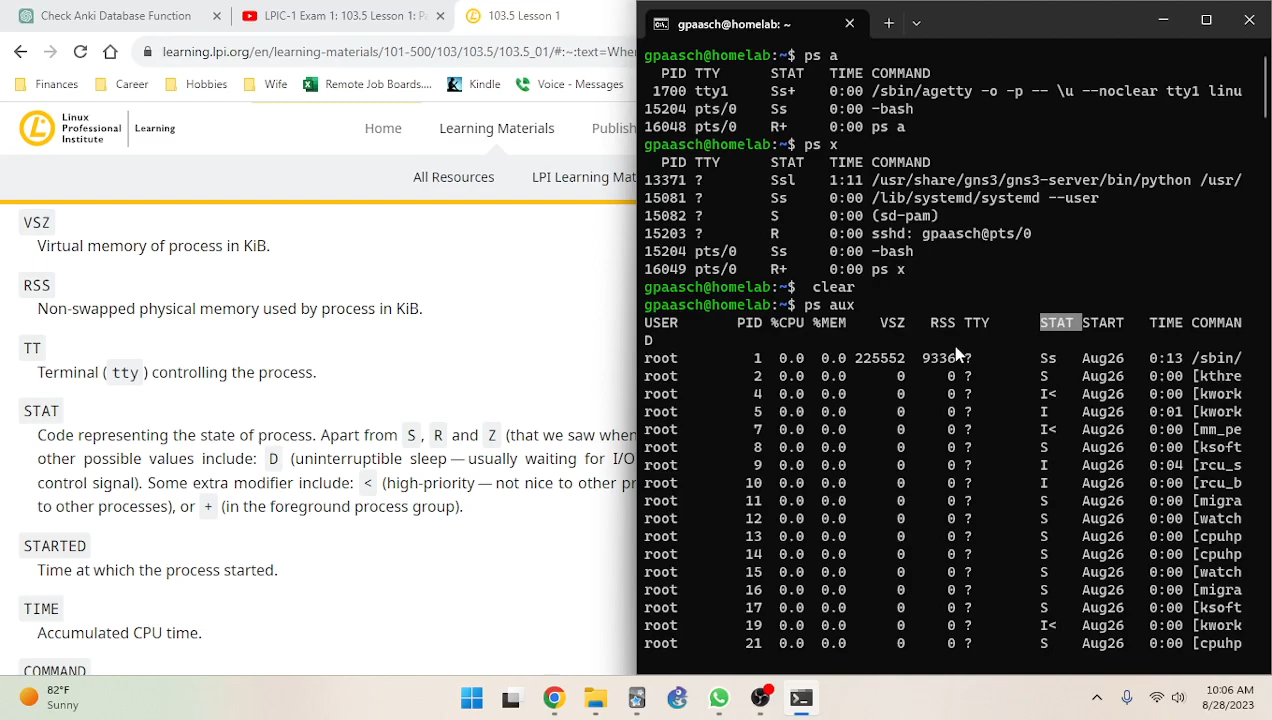 Check Anki Database Function
LPIC-1 Exam 1: 103.5 Lesson 1: P
103.5 Lesson 1
learning.lpi.org/en/learning-materials/101-500/103/103.5/103.5_01/#:~:text=Whe
Finances
Career
Hobbies
Wife
Remote Job Boards....
Kindle
Voice - Messages
Linux
Professional
Institute
Learning
Home
Learning Materials
Publish
All Resources
LPI Learning Mat
VSZ
Virtual memory of process in KiB.
RSS
Non-swapped physical memory used by process in KiB.
TT
Terminal ( tty ) controlling the process.
STAT
Code representing the state of process. Apart from S , R and Z (that we saw when
other possible values include: D (uninterruptible sleep — usually waiting for I/O
control signal). Some extra modifier include: < (high-priority — not nice to other pr
to other processes), or + (in the foreground process group).
STARTED
Time at which the process started.
TIME
Accumulated CPU time.
COMMAND
gpaasch@homelab: ~
gpaasch@homelab:~$ ps a
PID TTY STAT TIME COMMAND
1700 tty1 Ss+ 0:00 /sbin/agetty -o -p -- \u --noclear tty1 linu
15204 pts/0 Ss 0:00 -bash
16048 pts/0 R+ 0:00 ps a
gpaasch@homelab:~$ ps x
PID TTY STAT TIME COMMAND
13371 ? Ssl 1:11 /usr/share/gns3/gns3-server/bin/python /usr/
15081 ? Ss 0:00 /lib/systemd/systemd --user
15082 ? S 0:00 (sd-pam)
15203 ? R 0:00 sshd: gpaasch@pts/0
15204 pts/0 Ss 0:00 -bash
16049 pts/0 R+ 0:00 ps x
gpaasch@homelab:~$ clear
gpaasch@homelab:~$ ps aux
USER PID %CPU %MEM VSZ RSS TTY STAT START TIME COMMAN
D
root 1 0.0 0.0 225552 9336 ? Ss Aug26 0:13 /sbin/
root 2 0.0 0.0 0 0 ? S Aug26 0:00 [kthre
root 4 0.0 0.0 0 0 ? I< Aug26 0:00 [kwork
root 5 0.0 0.0 0 0 ? I Aug26 0:01 [kwork
root 7 0.0 0.0 0 0 ? I< Aug26 0:00 [mm_pe
root 8 0.0 0.0 0 0 ? S Aug26 0:00 [ksoft
root 9 0.0 0.0 0 0 ? I Aug26 0:04 [rcu_s
root 10 0.0 0.0 0 0 ? I Aug26 0:00 [rcu_b
root 11 0.0 0.0 0 0 ? S Aug26 0:00 [migra
root 12 0.0 0.0 0 0 ? S Aug26 0:00 [watch
root 13 0.0 0.0 0 0 ? S Aug26 0:00 [cpuhp
root 14 0.0 0.0 0 0 ? S Aug26 0:00 [cpuhp
root 15 0.0 0.0 0 0 ? S Aug26 0:00 [watch
root 16 0.0 0.0 0 0 ? S Aug26 0:00 [migra
root 17 0.0 0.0 0 0 ? S Aug26 0:00 [ksoft
root 19 0.0 0.0 0 0 ? I< Aug26 0:00 [kwork
root 21 0.0 0.0 0 0 ? S Aug26 0:00 [cpuhp
82°F
Sunny
10:06 AM
8/28/2023